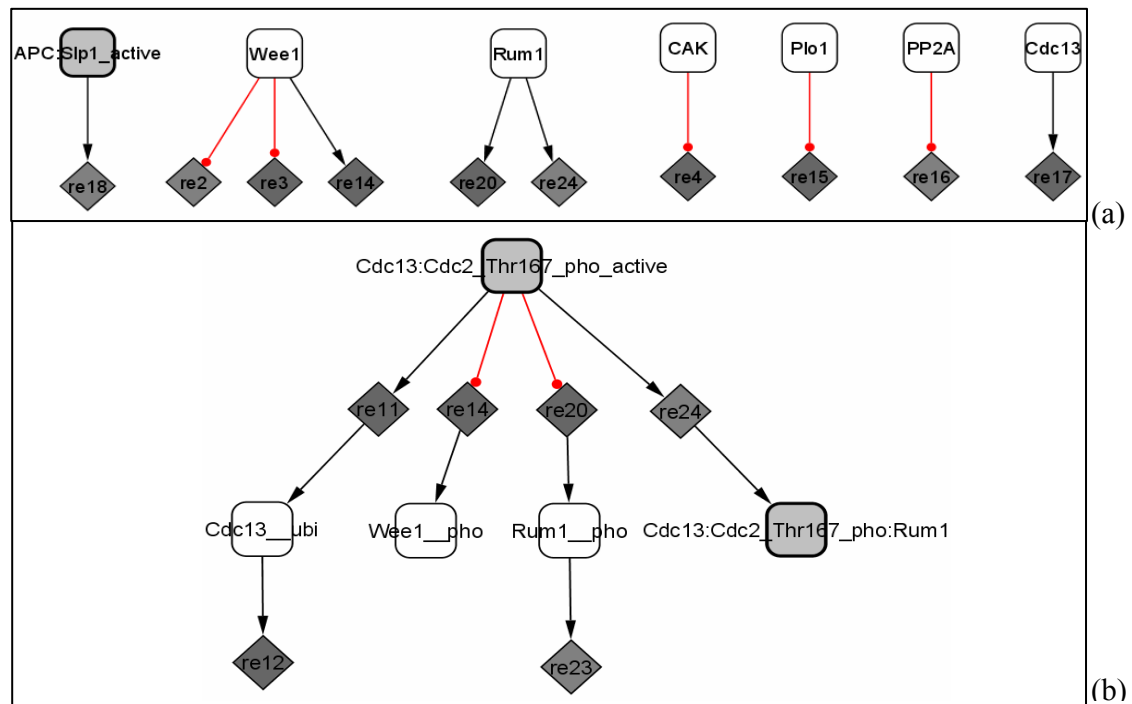 APC:Slp1_active Wee1 Rum1 CAK Plo1 PP2A Cdc13
re18 re2 re3 re14 re20 re24 re4 re15 re16 re17
(a)
Cdc13:Cdc2_Thr167_pho_active
re11 re14 re20 re24
Cdc13__ubi Wee1__pho Rum1__pho Cdc13:Cdc2_Thr167_pho:Rum1
re12 re23
(b)